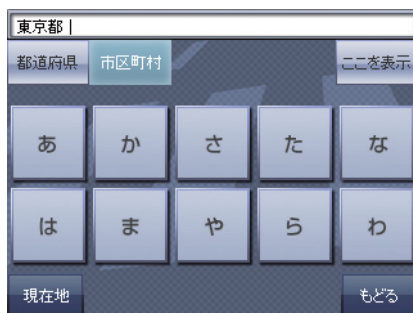 東京都
都道府県 市区町村 ここを表示
あ か さ た な
は ま や ら わ
現在地 もどる